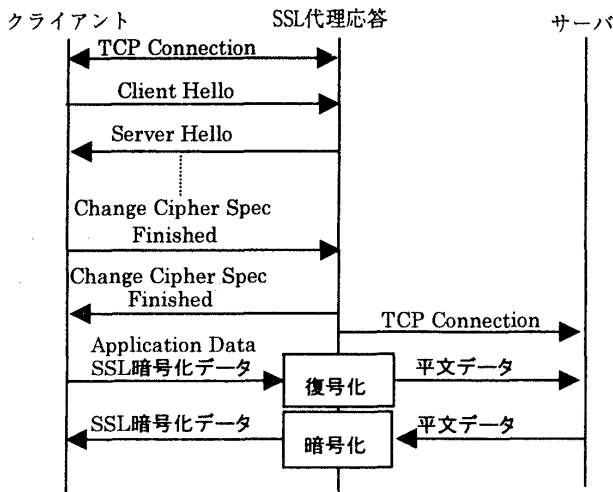 クライアント
SSL代理応答
サーバ
TCP Connection
Client Hello
Server Hello
Change Cipher Spec
Finished
Change Cipher Spec
Finished
TCP Connection
Application Data
SSL暗号化データ
復号化
平文データ
SSL暗号化データ
暗号化
平文データ